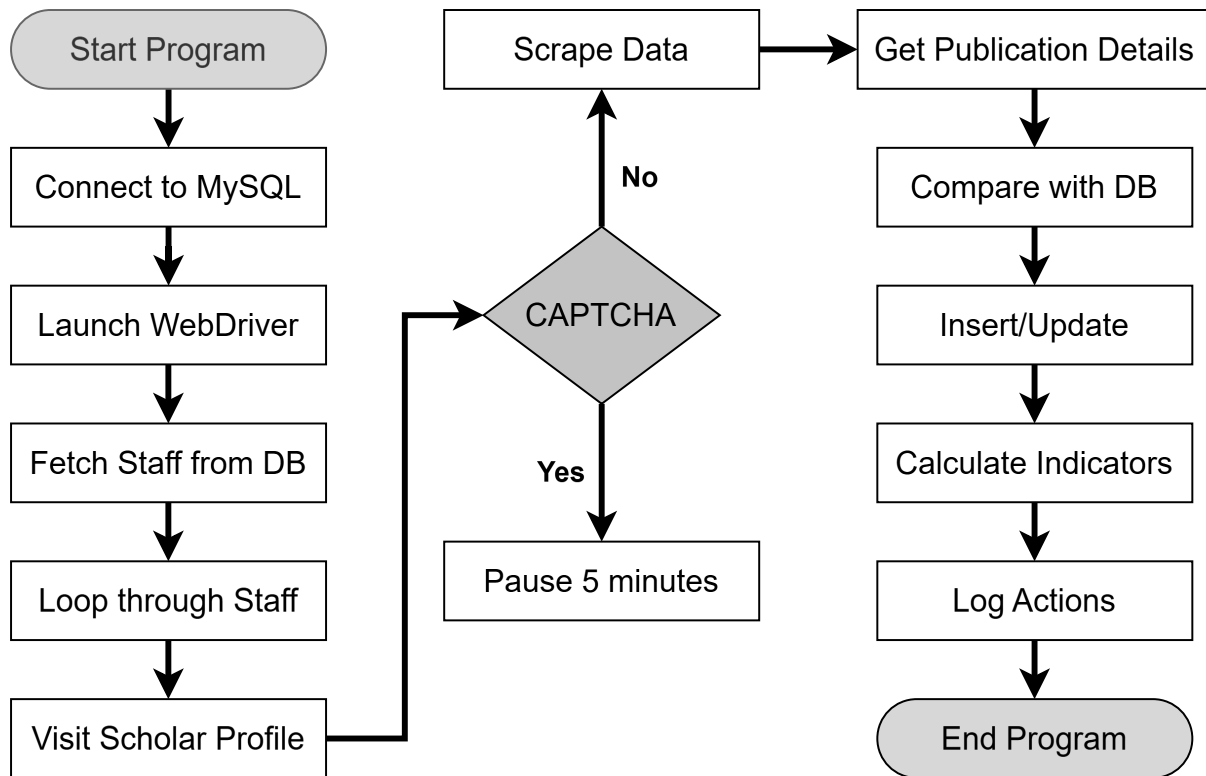 Start Program
Connect to MySQL
Launch WebDriver
Fetch Staff from DB
Loop through Staff
Visit Scholar Profile
Scrape Data
No
CAPTCHA
Yes
Pause 5 minutes
Get Publication Details
Compare with DB
Insert/Update
Calculate Indicators
Log Actions
End Program